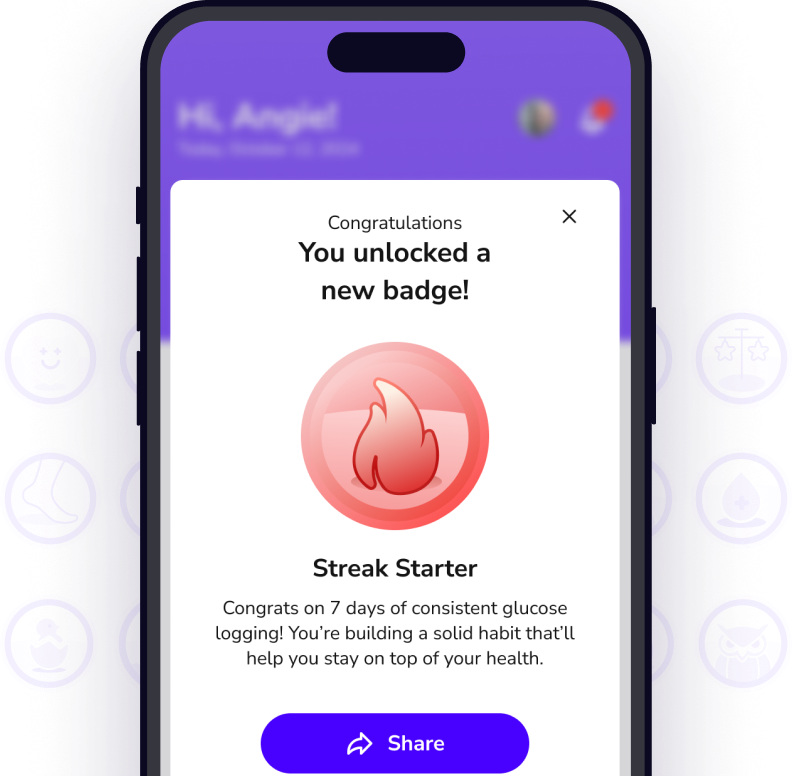 Hi, Angie!
Today, October 12, 2024
Congratulations
You unlocked a
new badge!
Streak Starter
Congrats on 7 days of consistent glucose
logging! You’re building a solid habit that’ll
help you stay on top of your health.
Share